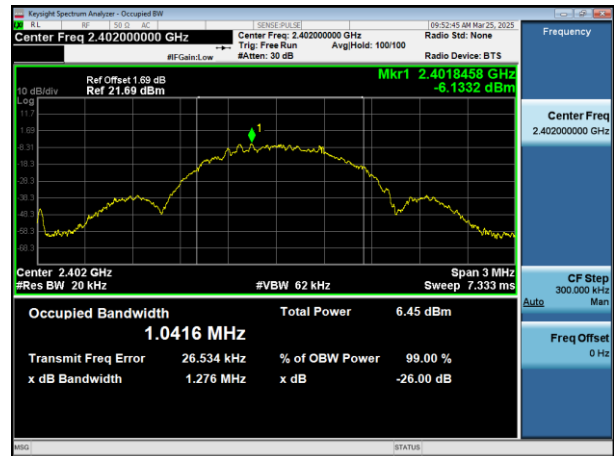 Keysight Spectrum Analyzer - Occupied BW
RL RF 50 Ω AC SENSE:PULSE 09:52:45 AM Mar 25, 2025
Center Freq 2.402000000 GHz Center Freq: 2.402000000 GHz Radio Std: None Frequency
Trig: Free Run Avg|Hold: 100/100
#IFGain:Low #Atten: 30 dB Radio Device: BTS
Ref Offset 1.69 dB Mkr1 2.4018458 GHz
10 dB/div Ref 21.69 dBm -6.1332 dBm
Log
11.7
1.69
-8.31
-18.3
-28.3
-38.3
-48.3
-58.3
-68.3
1
Center Freq
2.402000000 GHz
Center 2.402 GHz Span 3 MHz
#Res BW 20 kHz #VBW 62 kHz Sweep 7.333 ms
CF Step
300.000 kHz
Auto Man
Occupied Bandwidth Total Power 6.45 dBm
1.0416 MHz
Transmit Freq Error 26.534 kHz % of OBW Power 99.00 %
x dB Bandwidth 1.276 MHz x dB -26.00 dB
Freq Offset
0 Hz
MSG STATUS